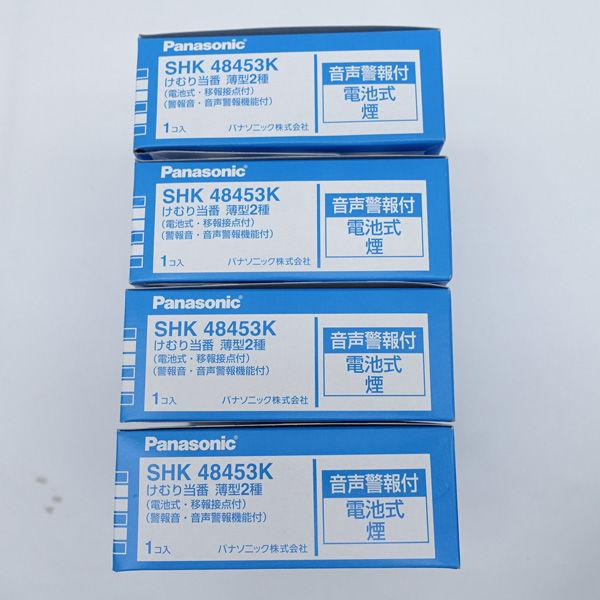 Panasonic
SHK 48453K
けむり当番 薄型2種
(電池式・移報接点付)
(警報音・音声警報機能付)
1コ入 パナソニック株式会社
音声警報付
電池式
煙
Panasonic
SHK 48453K
けむり当番 薄型2種
(電池式・移報接点付)
(警報音・音声警報機能付)
1コ入 パナソニック株式会社
音声警報付
電池式
煙
Panasonic
SHK 48453K
けむり当番 薄型2種
(電池式・移報接点付)
(警報音・音声警報機能付)
1コ入 パナソニック株式会社
音声警報付
電池式
煙
Panasonic
SHK 48453K
けむり当番 薄型2種
(電池式・移報接点付)
(警報音・音声警報機能付)
1コ入 パナソニック株式会社
音声警報付
電池式
煙